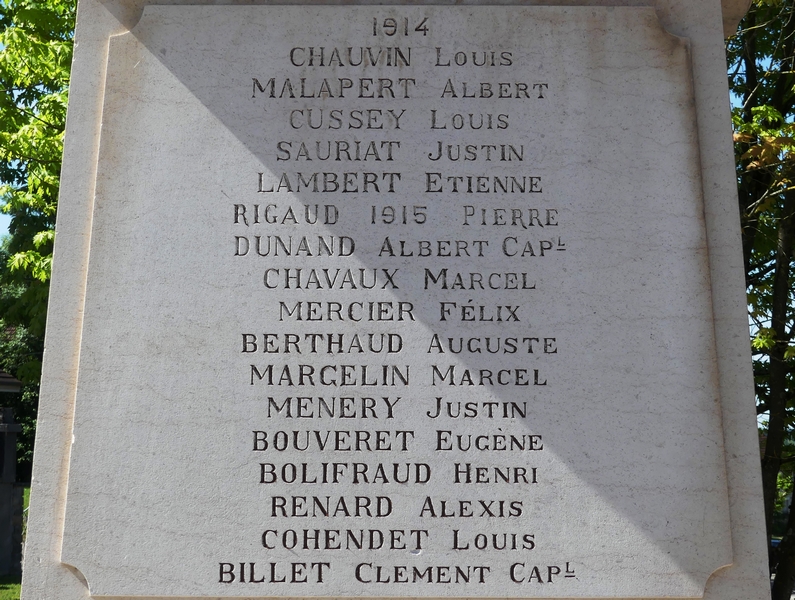 1914
CHAUVIN LOUIS
MALAPERT ALBERT
CUSSEY LOUIS
SAURIAT JUSTIN
LAMBERT ETIENNE
RIGAUD 1915 PIERRE
DUNAND ALBERT CAPL
CHAVAUX MARCEL
MERCIER FÉLIX
BERTHAUD AUGUSTE
MARGELIN MARCEL
MENERY JUSTIN
BOUVERET EUGÈNE
BOLIFRAUD HENRI
RENARD ALEXIS
COHENDET LOUIS
BILLET CLEMENT CAPL